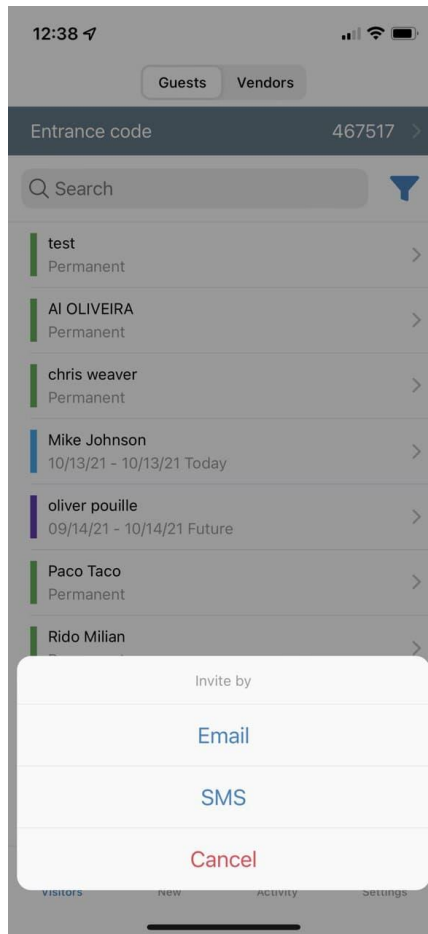 12:38
Guests Vendors
Entrance code 467517
Search
test
Permanent
Al OLIVEIRA
Permanent
chris weaver
Permanent
Mike Johnson
10/13/21 - 10/13/21 Today
oliver pouille
09/14/21 - 10/14/21 Future
Paco Taco
Permanent
Rido Milian
Invite by
Email
SMS
Cancel
Visitors New Activity Settings